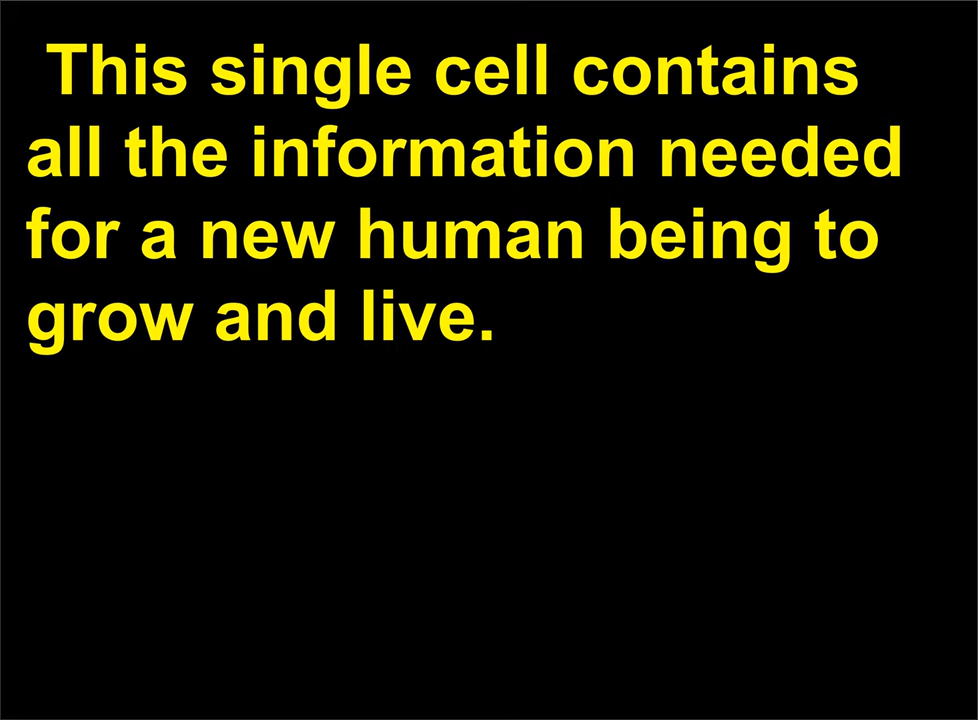 This single cell contains
all the information needed
for a new human being to
grow and live.